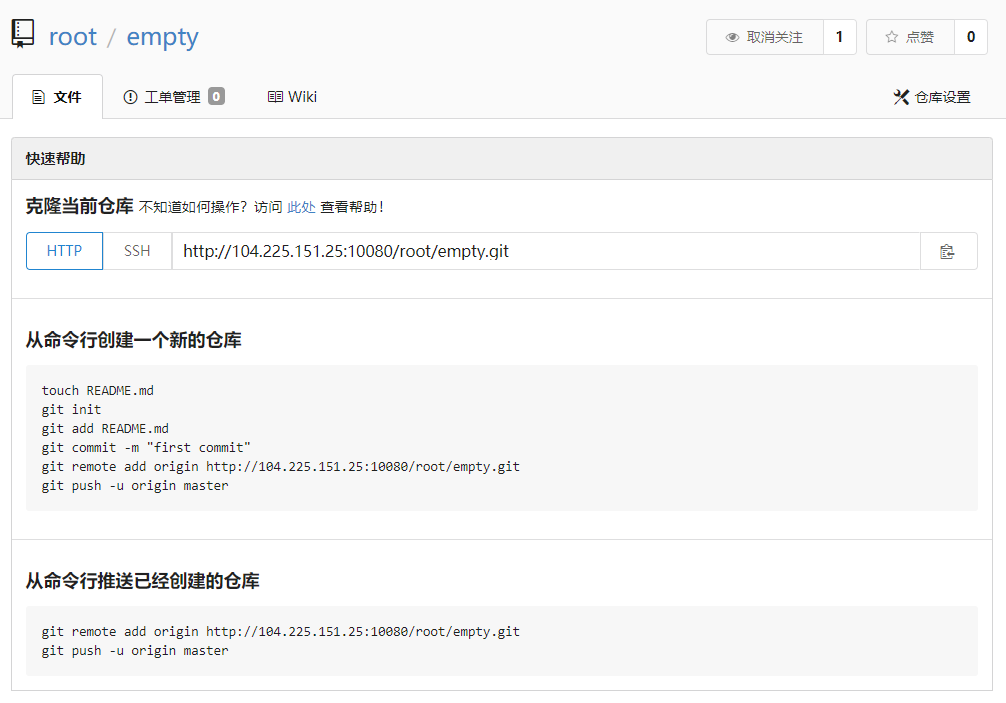 root / empty
取消关注 1
点赞 0
文件
工单管理 0
Wiki
仓库设置
快速帮助
克隆当前仓库 不知道如何操作？访问 此处 查看帮助！
HTTP SSH http://104.225.151.25:10080/root/empty.git
从命令行创建一个新的仓库
touch README.md
git init
git add README.md
git commit -m "first commit"
git remote add origin http://104.225.151.25:10080/root/empty.git
git push -u origin master
从命令行推送已经创建的仓库
git remote add origin http://104.225.151.25:10080/root/empty.git
git push -u origin master